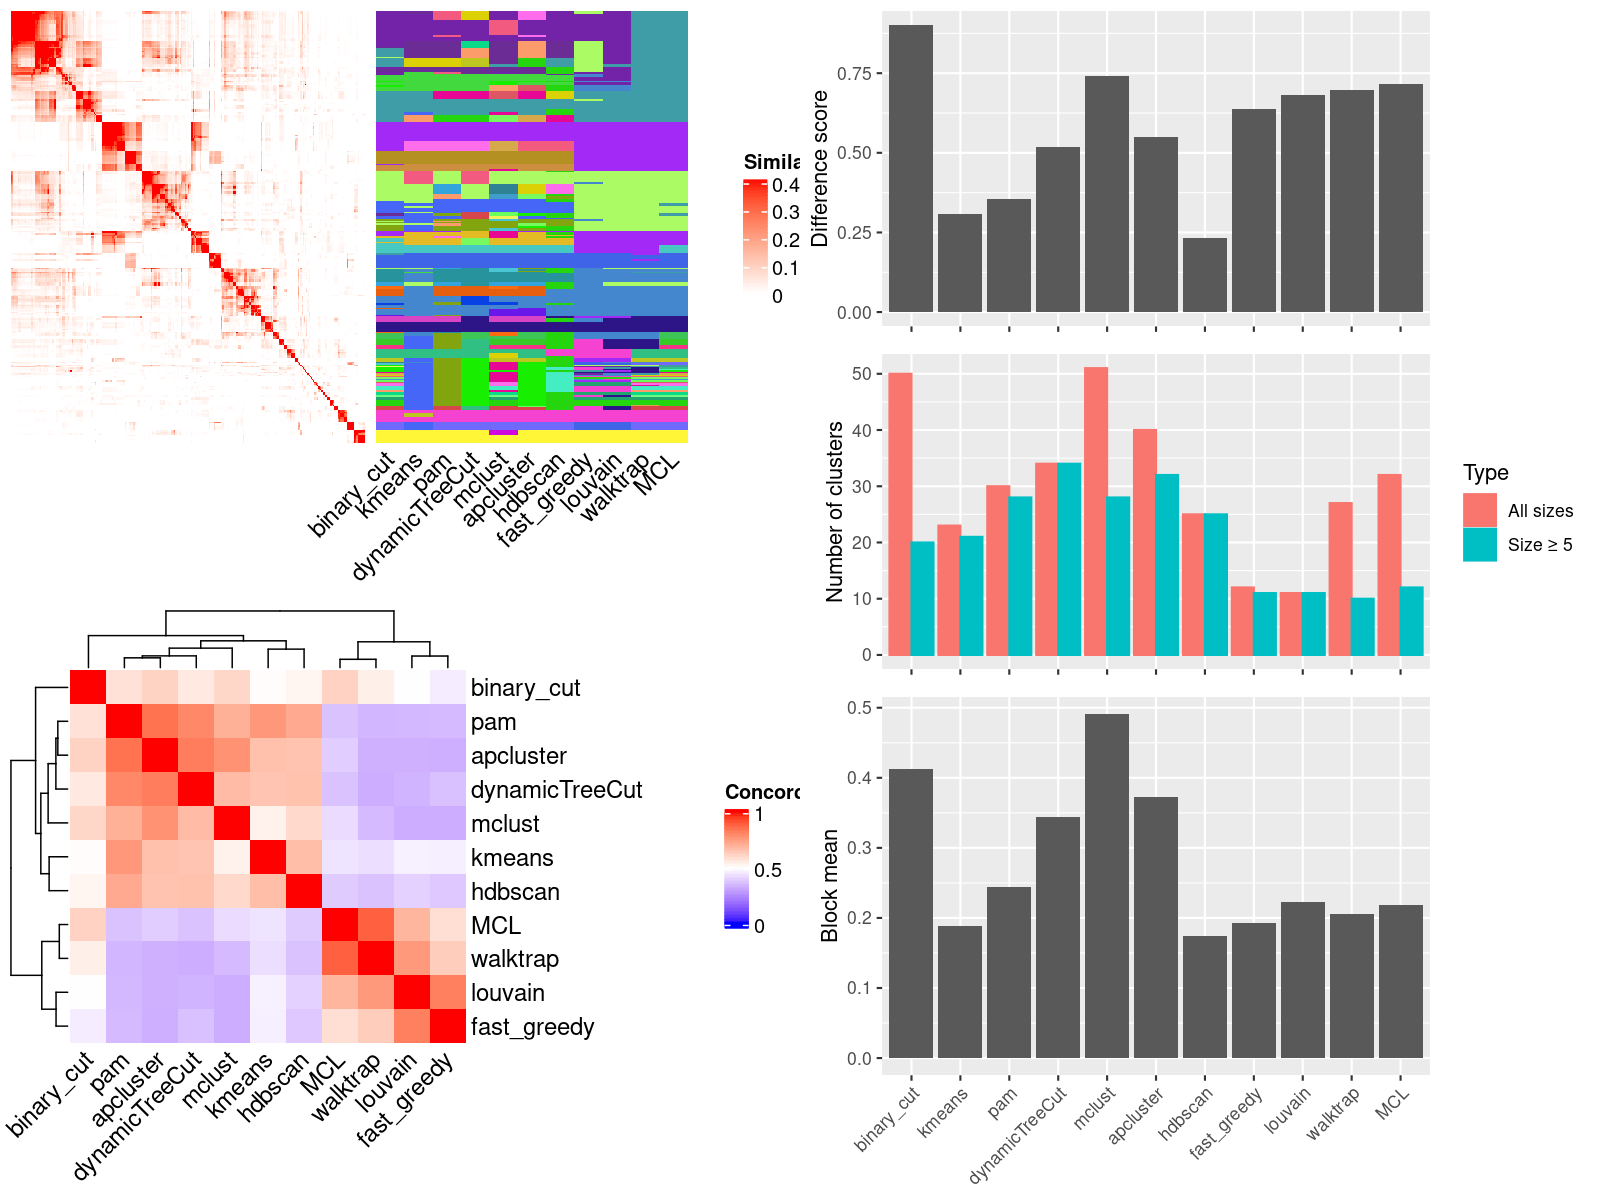 Simila
0.4
0.3
0.2
0.1
0
binary_cut
kmeans
pam
dynamicTreeCut
mclust
apcluster
hdbscan
fast_greedy
louvain
walktrap
MCL
binary_cut
pam
apcluster
dynamicTreeCut
mclust
kmeans
hdbscan
MCL
walktrap
louvain
fast_greedy
Concord
1
0.5
0
binary_cut
pam
apcluster
dynamicTreeCut
mclust
kmeans
hdbscan
MCL
walktrap
louvain
fast_greedy
Difference score
0.75
0.50
0.25
0.00
Number of clusters
50
40
30
20
10
0
Type
All sizes
Size ≥ 5
Block mean
0.5
0.4
0.3
0.2
0.1
0.0
binary_cut
kmeans
pam
dynamicTreeCut
mclust
apcluster
hdbscan
fast_greedy
louvain
walktrap
MCL